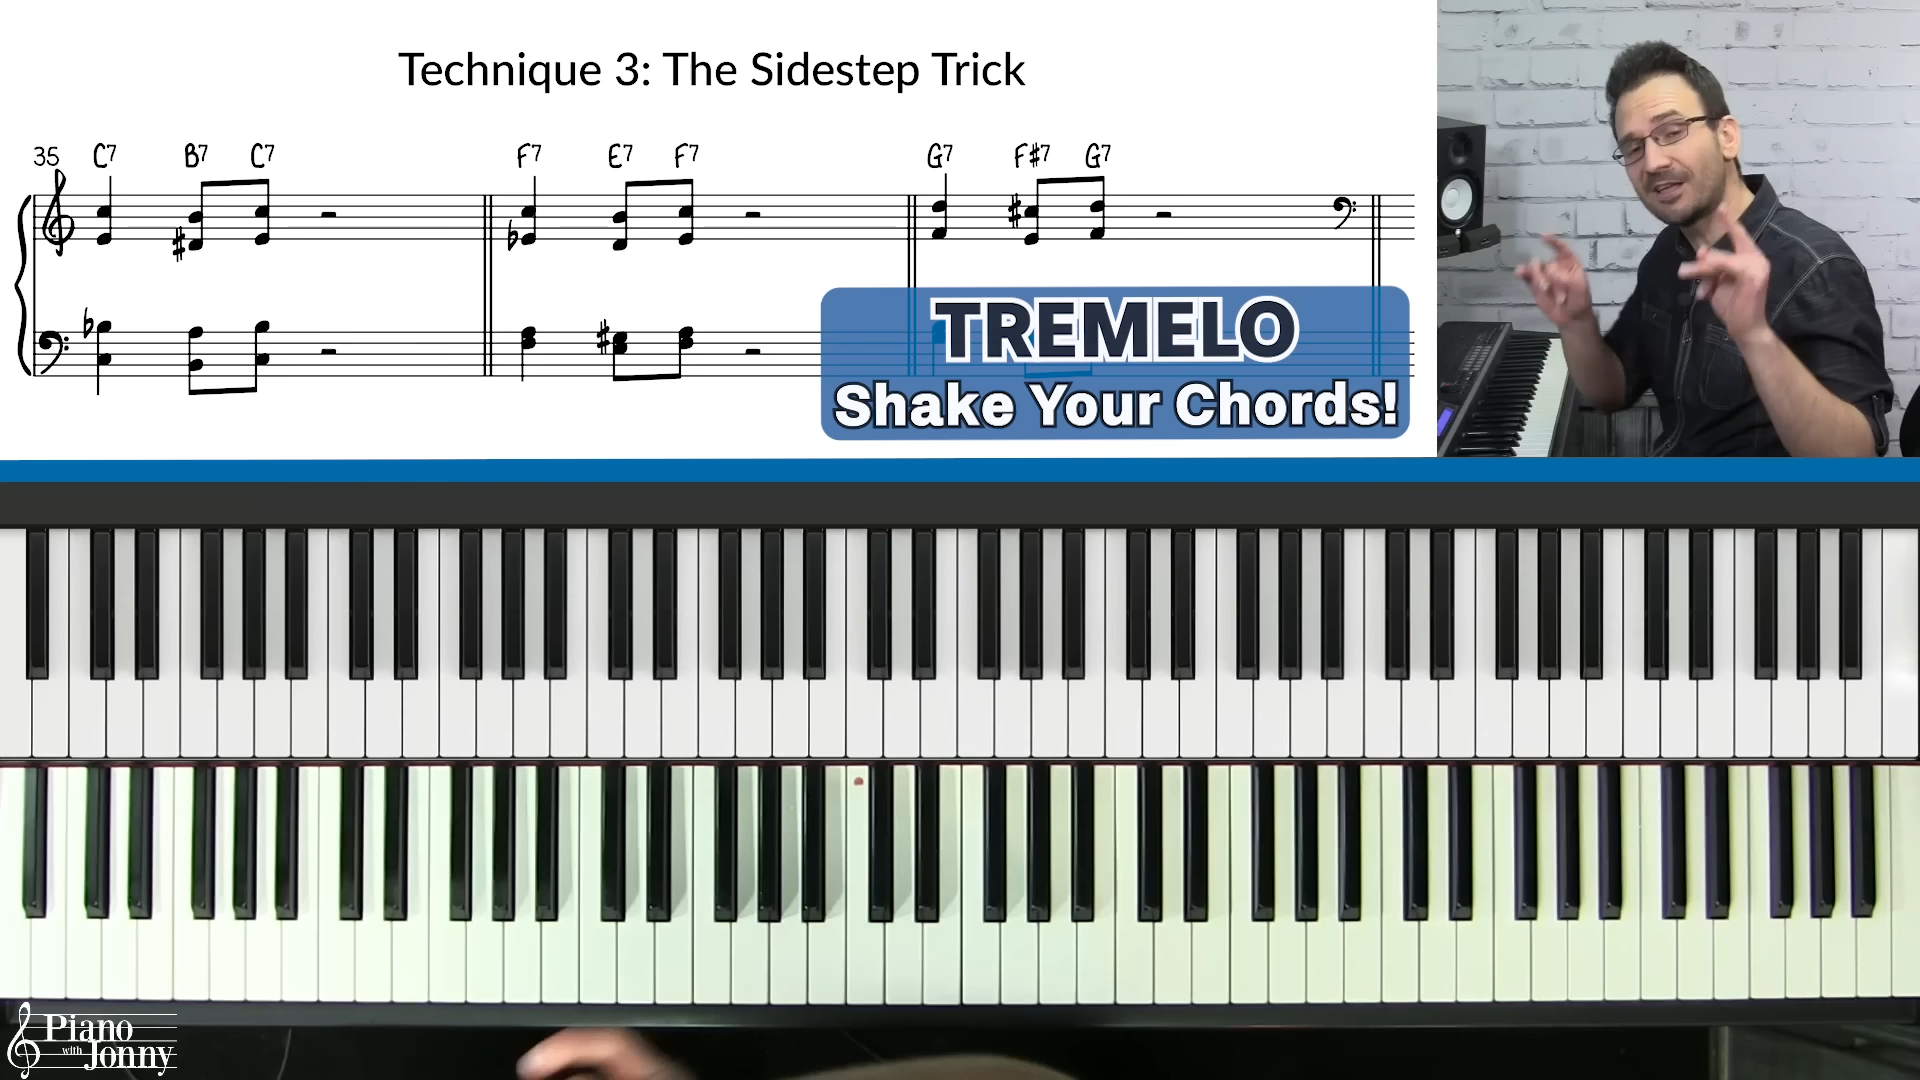 Technique 3: The Sidestep Trick
35 C7 B7 C7 F7 E7 F7 G7 F#7 G7
TREMELO
Shake Your Chords!
Piano
with Jonny